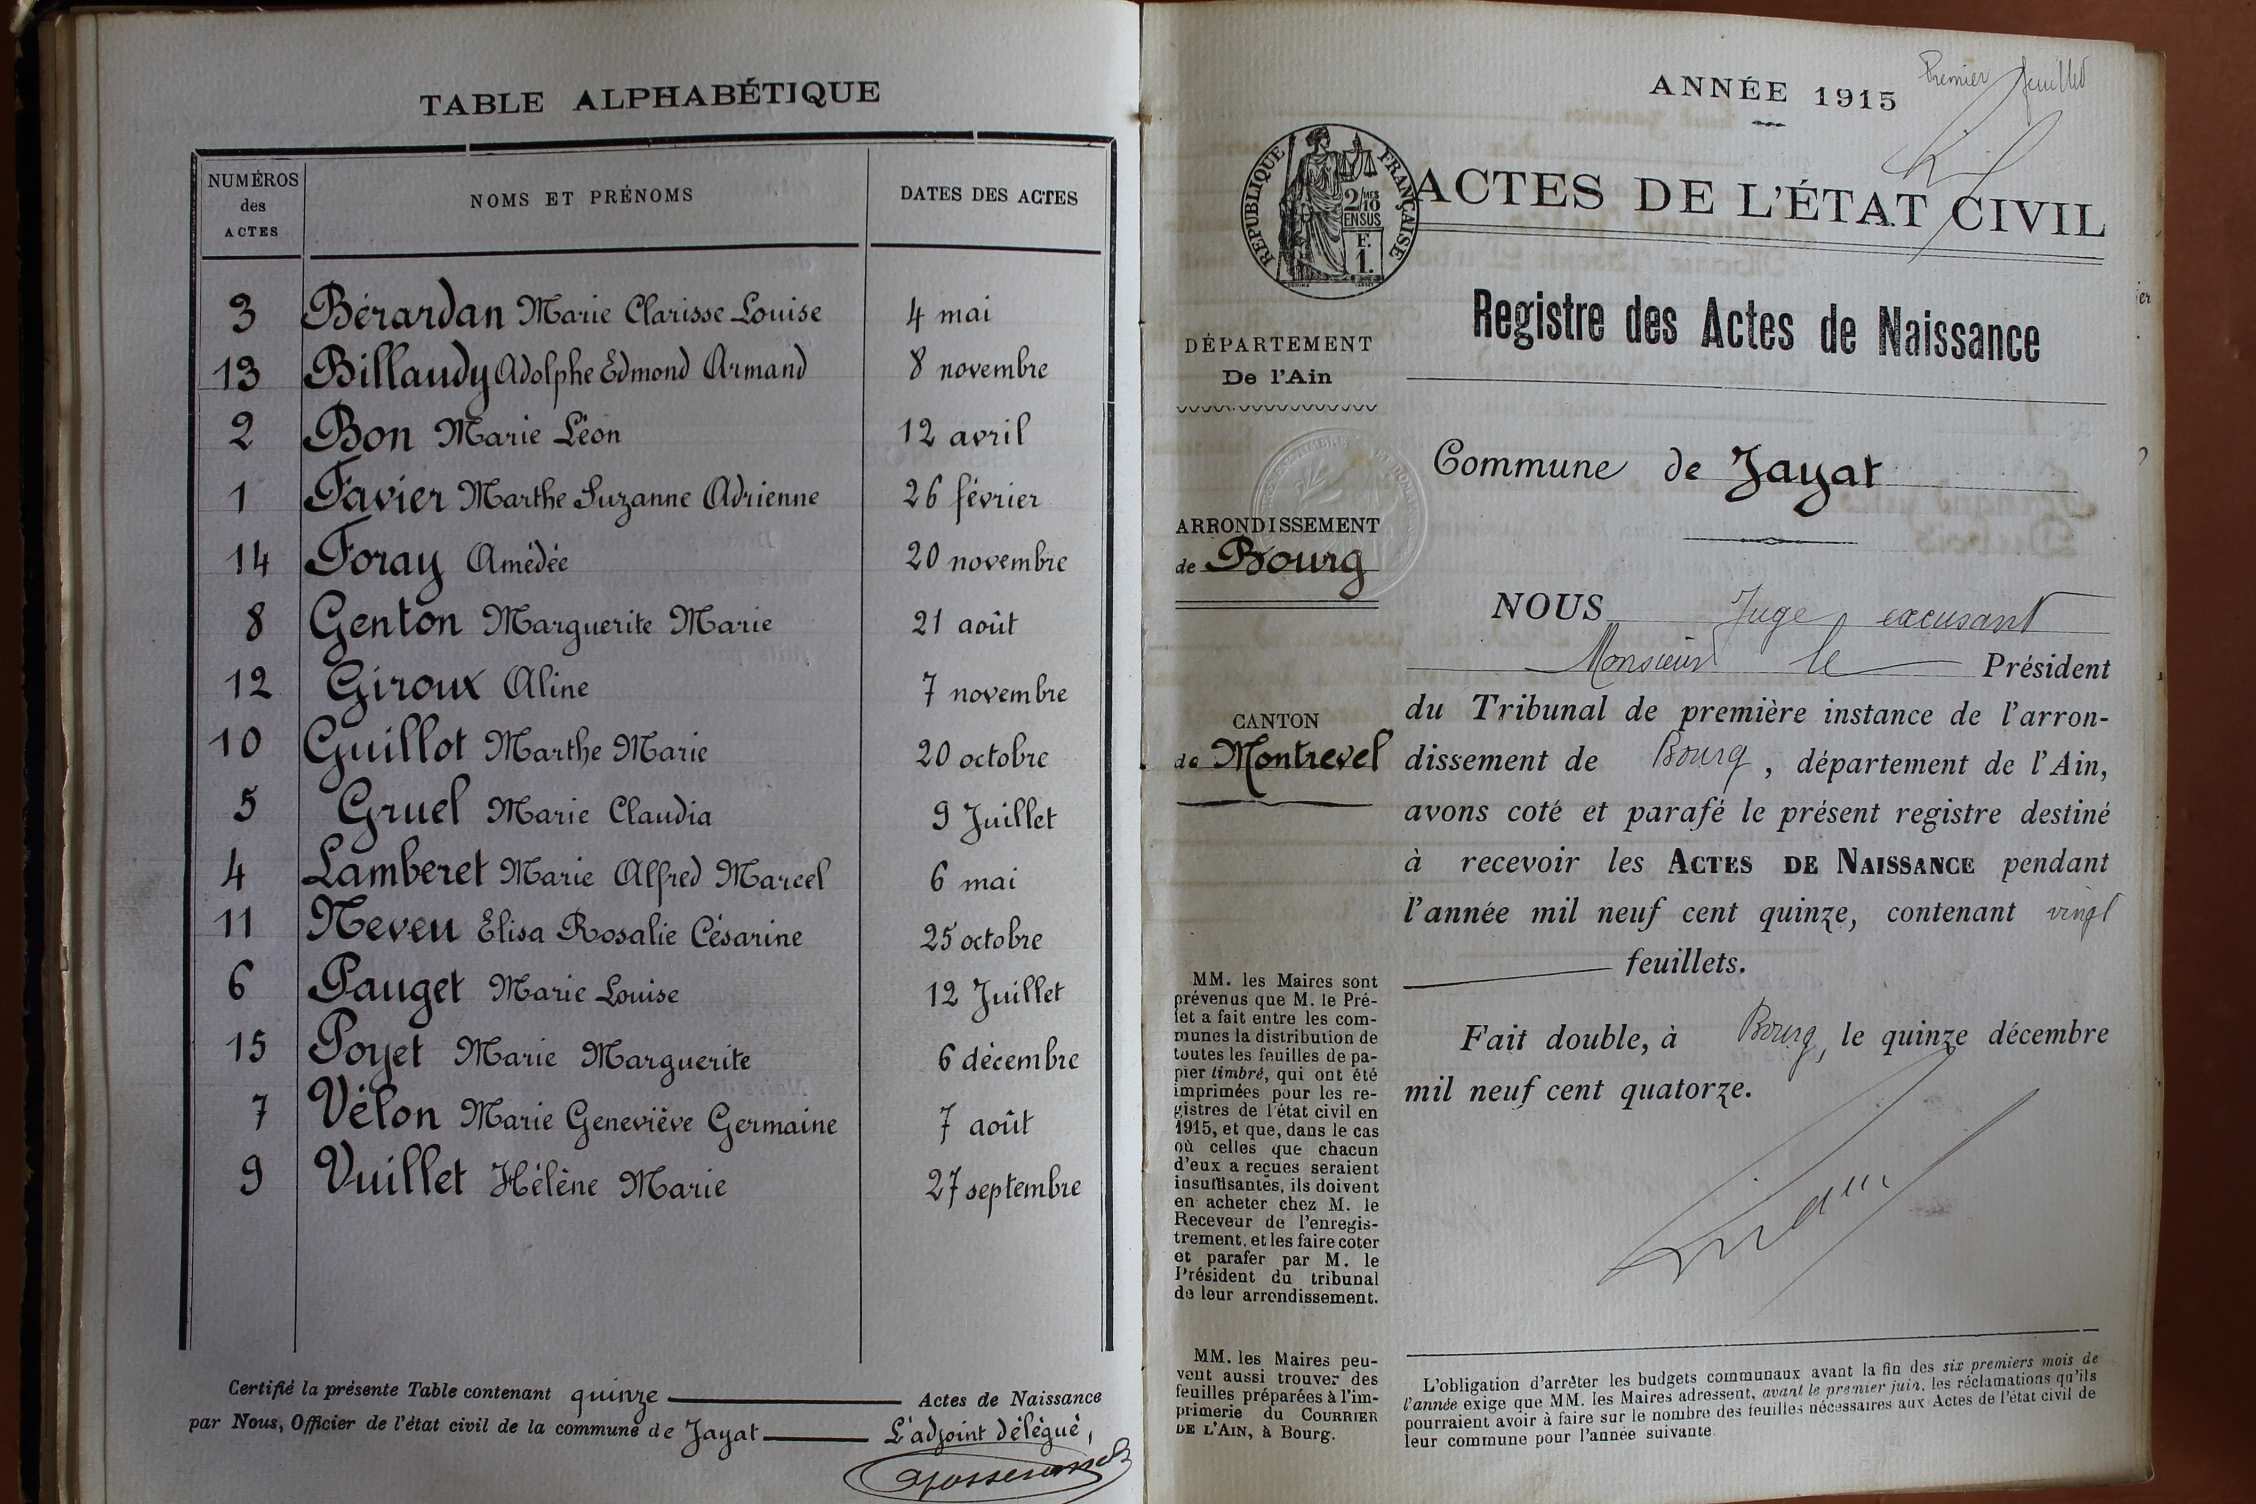 TABLE ALPHABÉTIQUE
NUMÉROS
des
ACTES
NOMS ET PRÉNOMS
DATES DES ACTES
3 Bérardan Marie Clarisse Louise 4 mai
13 Billaudy Adolphe Edmond Armand 8 novembre
2 Bon Marie Léon 12 avril
1 Favier Marthe Suzanne Adrienne 26 février
14 Foray Amédée 20 novembre
8 Genton Marguerite Marie 21 août
12 Giroux Aline 7 novembre
10 Guillot Marthe Marie 20 octobre
5 Gruel Marie Claudia 9 Juillet
4 Lamberet Marie Alfred Marcel 6 mai
11 Neveu Élisa Rosalie Césarine 25 octobre
6 Pauget Marie Louise 12 Juillet
15 Poyet Marie Marguerite 6 décembre
7 Vélon Marie Geneviève Germaine 7 août
9 Vuillet Hélène Marie 27 septembre
Certifié la présente Table contenant quinze Actes de Naissance
par Nous, Officier de l'état civil de la commune de Jayat L'adjoint délégué,
Premier feuillet
ANNÉE 1915
RÉPUBLIQUE FRANÇAISE
2/10
EN SUS
F.
1.
ACTES DE L'ÉTAT CIVIL
Registre des Actes de Naissance
DÉPARTEMENT
De l'Ain
Commune de Jayat
ARRONDISSEMENT
de Bourg
CANTON
de Montrevel
NOUS Juge excusant
Monsieur le Président
du Tribunal de première instance de l'arron-
dissement de Bourg, département de l'Ain,
avons coté et parafé le présent registre destiné
à recevoir les ACTES DE NAISSANCE pendant
l'année mil neuf cent quinze, contenant vingt
feuillets.
Fait double, à Bourg, le quinze décembre
mil neuf cent quatorze.
MM. les Maires sont
prévenus que M. le Pré-
fet a fait entre les com-
munes la distribution de
toutes les feuilles de pa-
pier timbré, qui ont été
imprimées pour les re-
gistres de l'état civil en
1915, et que, dans le cas
où celles que chacun
d'eux a reçues seraient
insuffisantes, ils doivent
en acheter chez M. le
Receveur de l'enregis-
trement, et les faire coter
et parafer par M. le
Président du tribunal
de leur arrondissement.
MM. les Maires peu-
vent aussi trouver des
feuilles préparées à l'im-
primerie du COURRIER
DE L'AIN, à Bourg.
L'obligation d'arrêter les budgets communaux avant la fin des six premiers mois de
l'année exige que MM. les Maires adressent, avant le premier juin, les réclamations qu'ils
pourraient avoir à faire sur le nombre des feuilles nécessaires aux Actes de l'état civil de
leur commune pour l'année suivante.